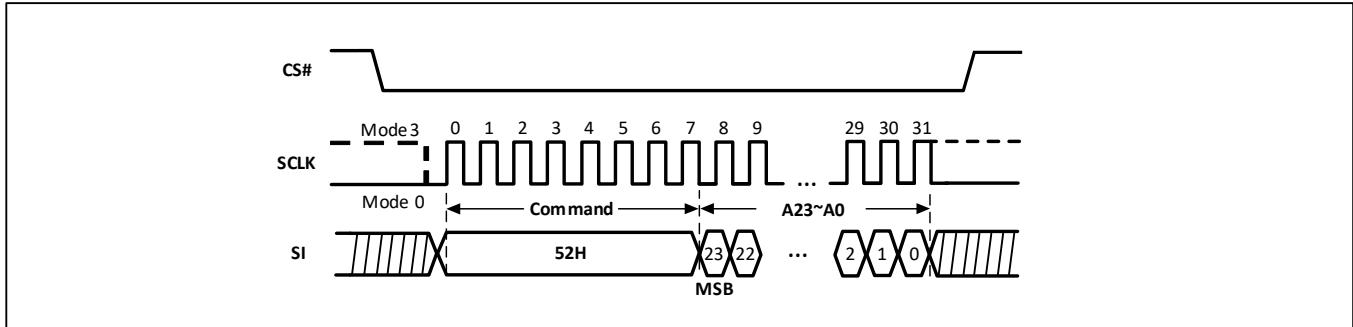 CS#
Mode 3 0 1 2 3 4 5 6 7 8 9 29 30 31
SCLK
...
Mode 0 Command A23~A0
SI 52H 23 22 ... 2 1 0
MSB